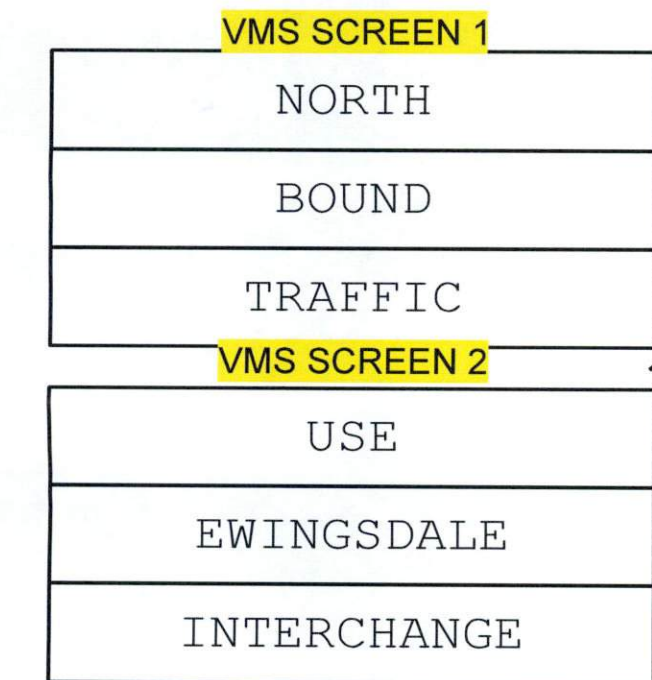 VMS SCREEN 1
NORTH
BOUND
TRAFFIC
VMS SCREEN 2
USE
EWINGSDALE
INTERCHANGE